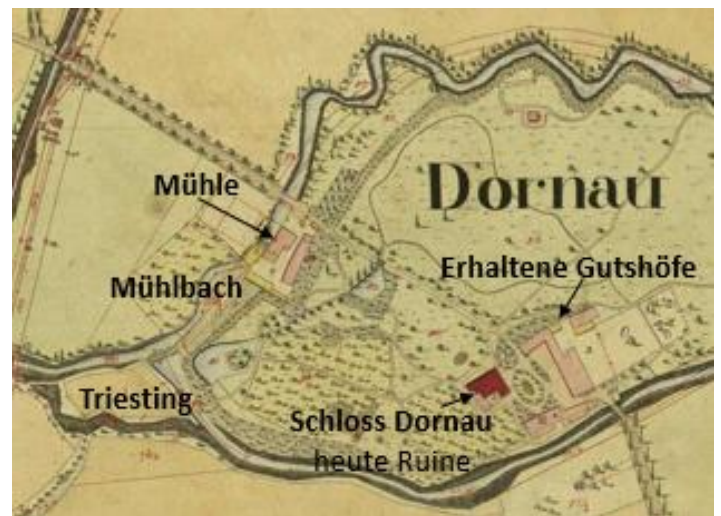 Mühle
Dornau
Erhaltene Gutshöfe
Mühlbach
Triesting
Schloss Dornau
heute Ruine